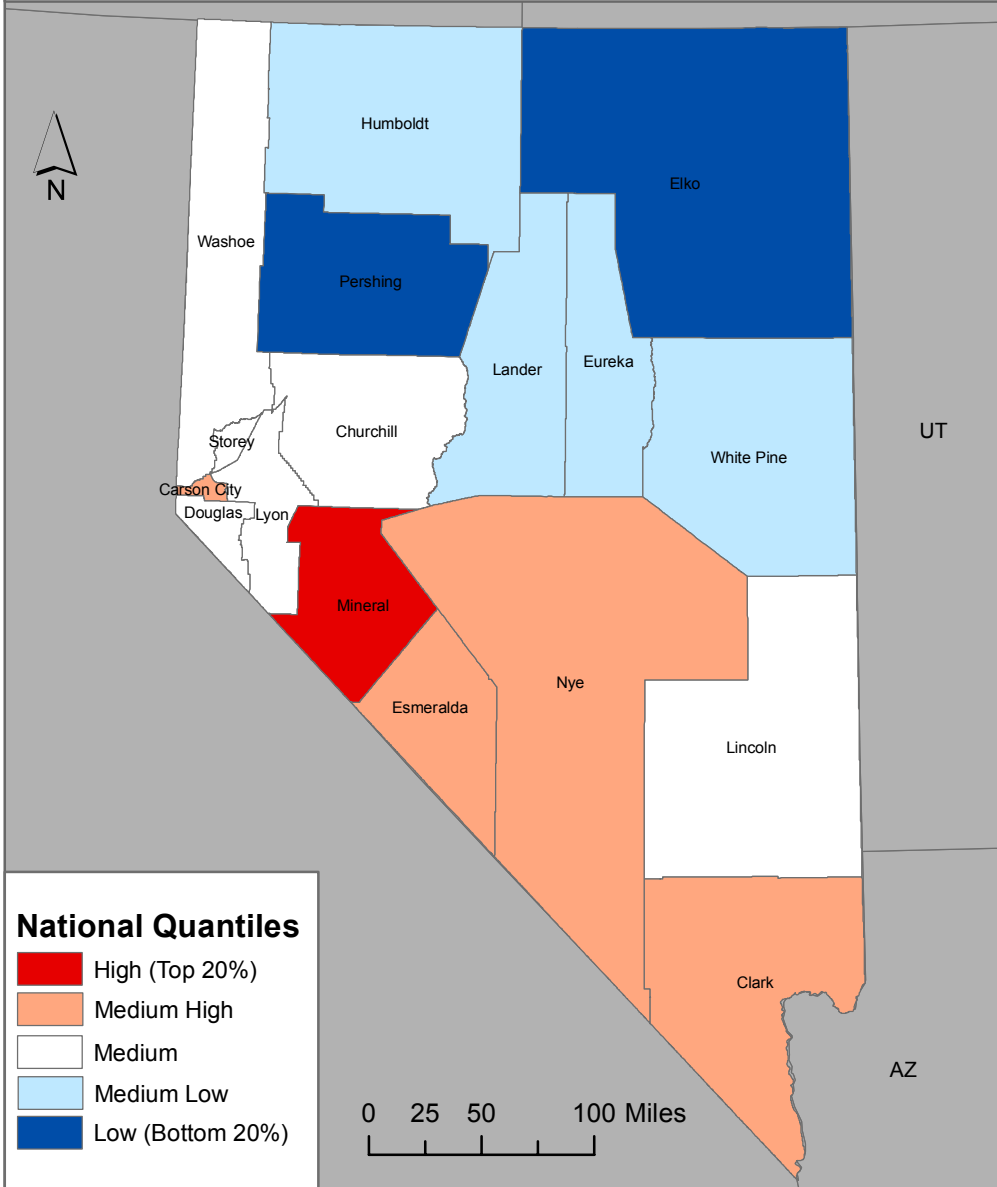 Humboldt
Elko
N
Washoe
Pershing
Lander
Eureka
Churchill
Storey
UT
White Pine
Carson City
Douglas
Lyon
Mineral
Nye
Esmeralda
Lincoln
National Quantiles
High (Top 20%)
Medium High
Medium
Medium Low
Low (Bottom 20%)
Clark
AZ
0 25 50 100 Miles